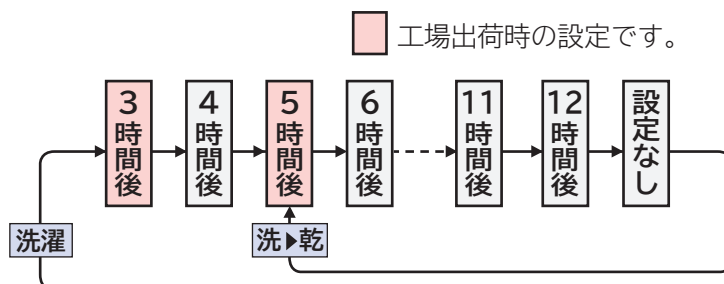 工場出荷時の設定です。
3時間後
4時間後
5時間後
6時間後
11時間後
12時間後
設定なし
洗濯
洗▶乾